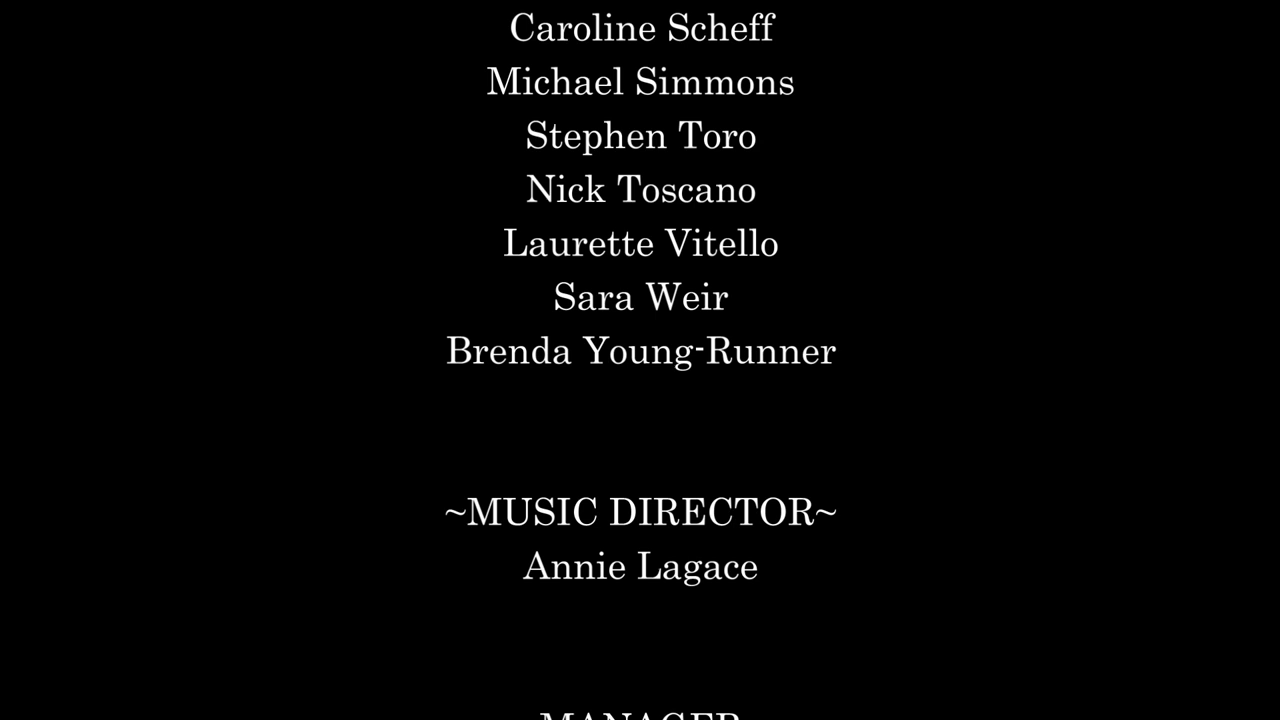 Caroline Scheff
Michael Simmons
Stephen Toro
Nick Toscano
Laurette Vitello
Sara Weir
Brenda Young-Runner
~MUSIC DIRECTOR~
Annie Lagace
MANAGER